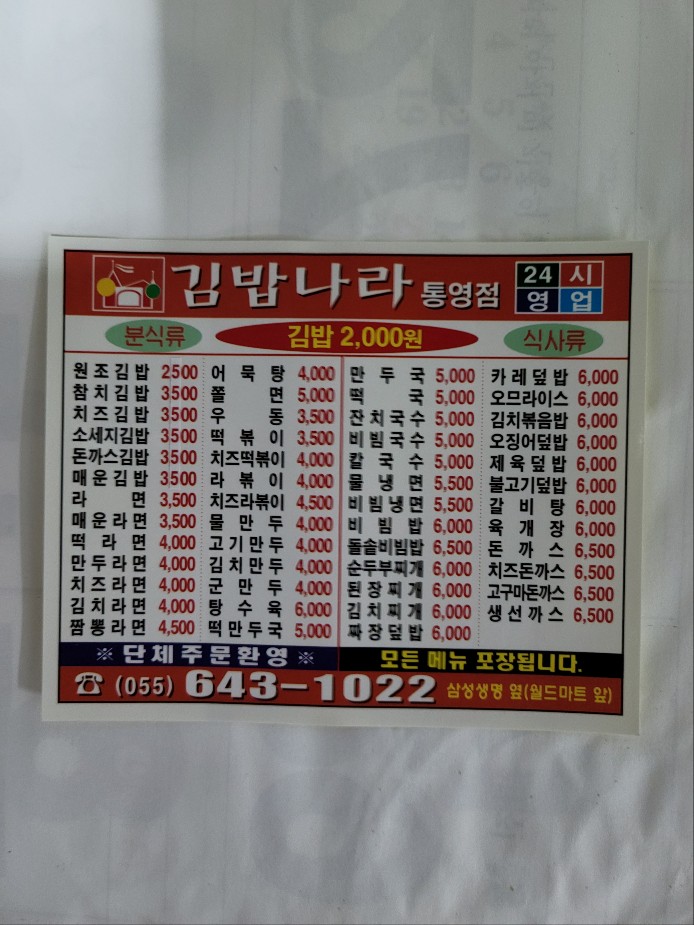 김밥나라 통영점 24시영업
분식류 김밥 2,000원 식사류
원조김밥 2500
참치김밥 3500
치즈김밥 3500
소세지김밥 3500
돈까스김밥 3500
매운김밥 3500
라면 3,500
매운라면 3,500
떡라면 4,000
만두라면 4,000
치즈라면 4,000
김치라면 4,000
짬뽕라면 4,500
어묵탕 4,000
쫄면 5,000
우동 3,500
떡볶이 3,500
치즈떡볶이 4,000
라볶이 4,000
치즈라볶이 4,500
물만두 4,000
고기만두 4,000
김치만두 4,000
군만두 4,000
탕수육 6,000
떡만두국 5,000
만두국 5,000
떡국 5,000
잔치국수 5,000
비빔국수 5,000
칼국수 5,000
물냉면 5,500
비빔냉면 5,500
비빔밥 6,000
돌솥비빔밥 6,500
순두부찌개 6,000
된장찌개 6,000
김치찌개 6,000
짜장덮밥 6,000
카레덮밥 6,000
오므라이스 6,000
김치볶음밥 6,000
오징어덮밥 6,000
제육덮밥 6,000
불고기덮밥 6,000
갈비탕 6,000
육개장 6,000
돈까스 6,500
치즈돈까스 6,500
고구마돈까스 6,500
생선까스 6,500
※ 단체주문환영 ※ 모든 메뉴 포장됩니다.
☎ (055) 643-1022 삼성생명 옆(월드마트 앞)